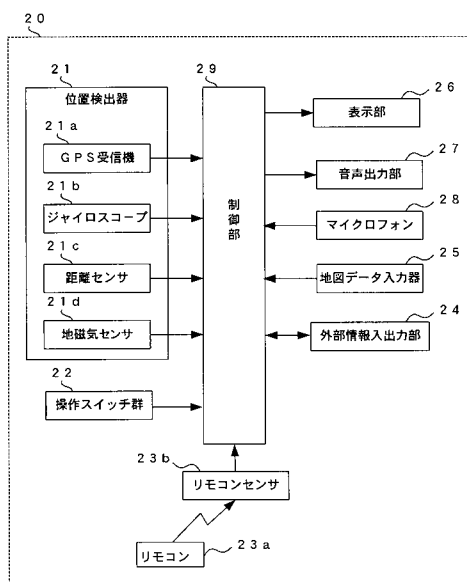 ２０
２１
位置検出器
２１ａ
ＧＰＳ受信機
２１ｂ
ジャイロスコープ
２１ｃ
距離センサ
２１ｄ
地磁気センサ
２２
操作スイッチ群
２９
制御部
２３ｂ
リモコンセンサ
リモコン
２３ａ
２６
表示部
２７
音声出力部
２８
マイクロフォン
２５
地図データ入力器
２４
外部情報入出力部